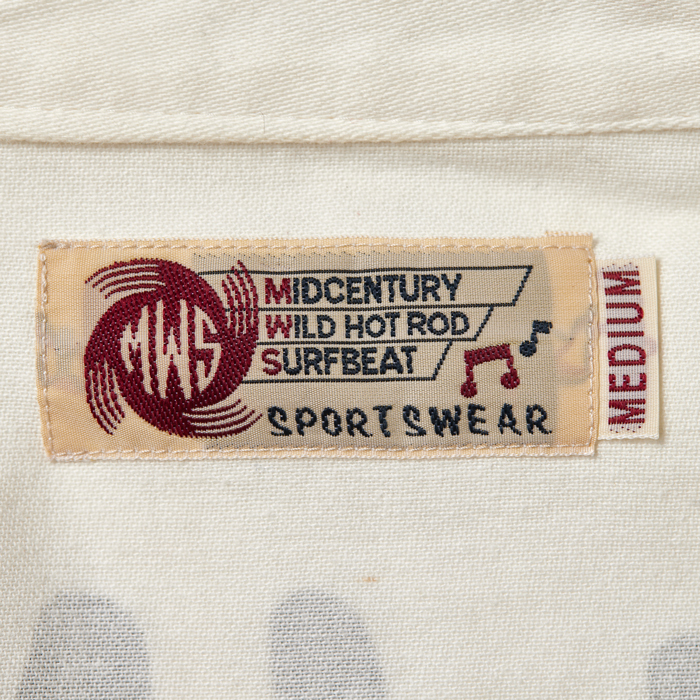 MWS
MIDCENTURY
WILD HOT ROD
SURFBEAT
SPORTSWEAR
MEDIUM